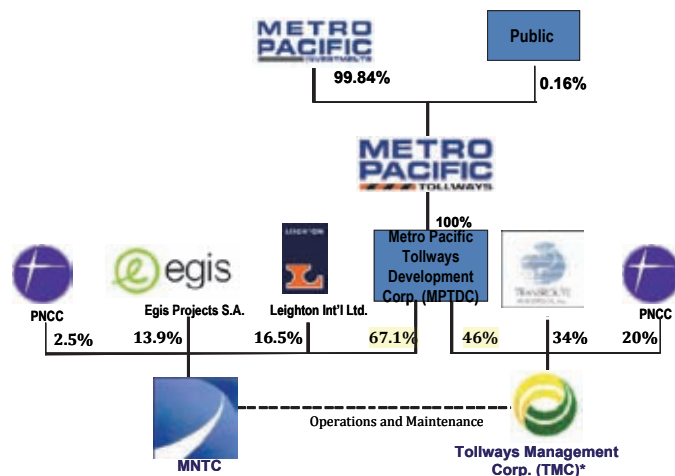 METRO
PACIFIC
INVESTMENTS
Public
99.84%
0.16%
METRO
PACIFIC
TOLLWAYS
100%
Metro Pacific
Tollways
Development
Corp. (MPTDC)
LEIGHTON
egis
TRANSROUTE
PNCC
Egis Projects S.A.
Leighton Int'l Ltd.
PNCC
2.5%
13.9%
16.5%
67.1%
46%
34%
20%
Operations and Maintenance
MNTC
Tollways Management
Corp. (TMC)*